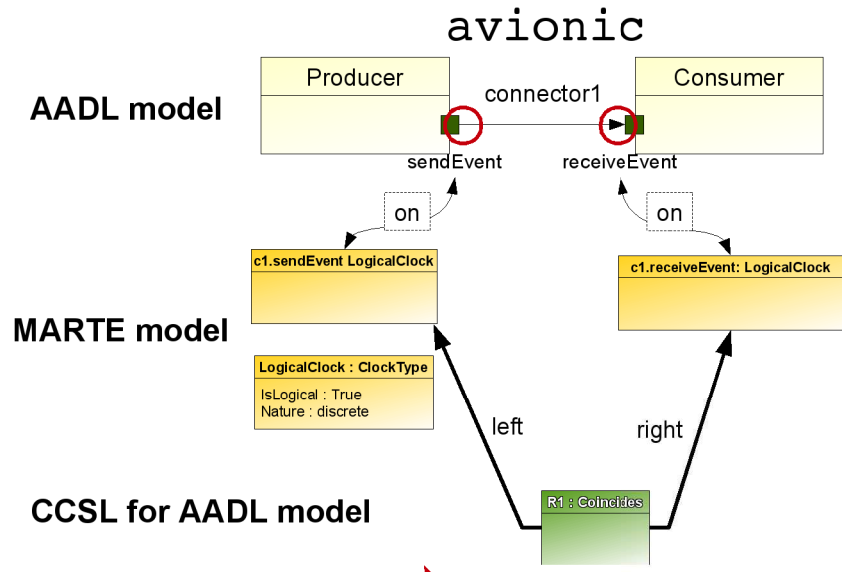 avionic
AADL model
Producer
connector1
Consumer
sendEvent
receiveEvent
on
on
c1.sendEvent LogicalClock
c1.receiveEvent: LogicalClock
MARTE model
LogicalClock : ClockType
IsLogical : True
Nature : discrete
left
right
CCSL for AADL model
R1 : Coincides